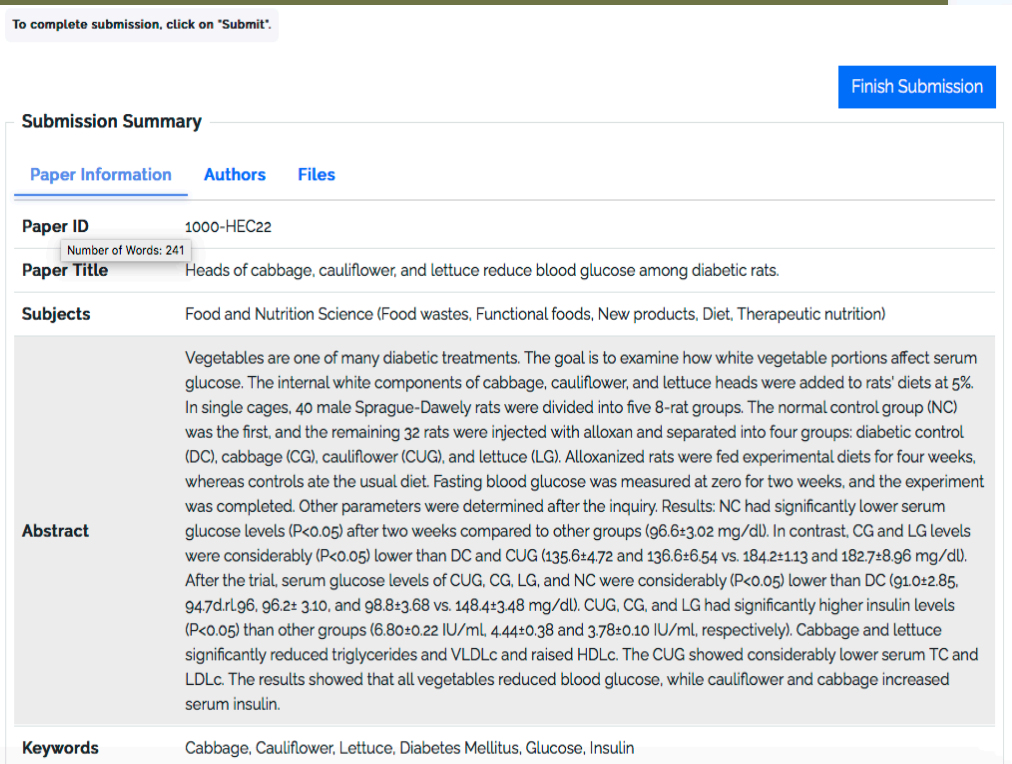 To complete submission, click on "Submit".
Finish Submission
Submission Summary
Paper Information Authors Files
Paper ID 1000-HEC22
Number of Words: 241
Paper Title Heads of cabbage, cauliflower, and lettuce reduce blood glucose among diabetic rats.
Subjects Food and Nutrition Science (Food wastes, Functional foods, New products, Diet, Therapeutic nutrition)
Vegetables are one of many diabetic treatments. The goal is to examine how white vegetable portions affect serum
glucose. The internal white components of cabbage, cauliflower, and lettuce heads were added to rats' diets at 5%.
In single cages, 40 male Sprague-Dawely rats were divided into five 8-rat groups. The normal control group (NC)
was the first, and the remaining 32 rats were injected with alloxan and separated into four groups: diabetic control
(DC), cabbage (CG), cauliflower (CUG), and lettuce (LG). Alloxanized rats were fed experimental diets for four weeks,
whereas controls ate the usual diet. Fasting blood glucose was measured at zero for two weeks, and the experiment
was completed. Other parameters were determined after the inquiry. Results: NC had significantly lower serum
Abstract glucose levels (P<0.05) after two weeks compared to other groups (96.6±3.02 mg/dl). In contrast, CG and LG levels
were considerably (P<0.05) lower than DC and CUG (135.6±4.72 and 136.6±6.54 vs. 184.2±1.13 and 182.7±8.96 mg/dl).
After the trial, serum glucose levels of CUG, CG, LG, and NC were considerably (P<0.05) lower than DC (91.0±2.85,
94.7d.rl.96, 96.2± 3.10, and 98.8±3.68 vs. 148.4±3.48 mg/dl). CUG, CG, and LG had significantly higher insulin levels
(P<0.05) than other groups (6.80±0.22 IU/ml, 4.44±0.38 and 3.78±0.10 IU/ml, respectively). Cabbage and lettuce
significantly reduced triglycerides and VLDLc and raised HDLc. The CUG showed considerably lower serum TC and
LDLc. The results showed that all vegetables reduced blood glucose, while cauliflower and cabbage increased
serum insulin.
Keywords Cabbage, Cauliflower, Lettuce, Diabetes Mellitus, Glucose, Insulin